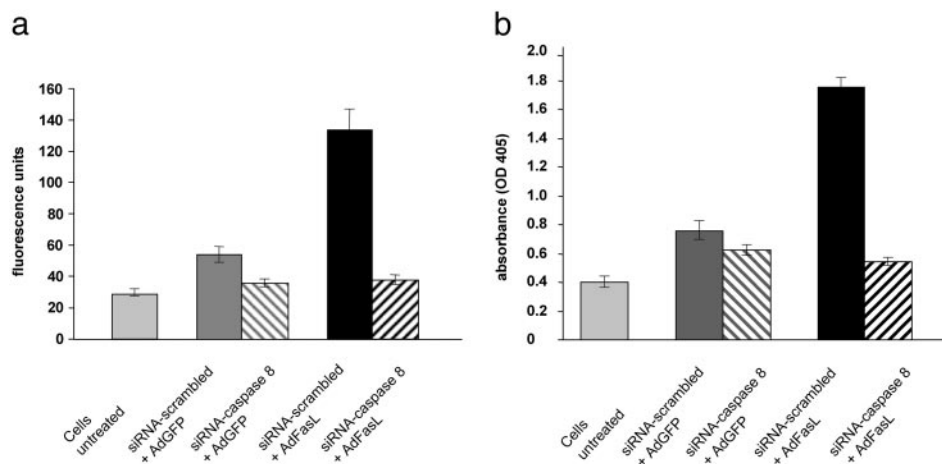 a
fluorescence units
160
140
120
100
80
60
40
20
0
Cells
untreated
siRNA-scrambled
+ AdGFP
siRNA-caspase 8
+ AdGFP
siRNA-scrambled
+ AdFasL
siRNA-caspase 8
+ AdFasL
b
absorbance (OD 405)
2.0
1.8
1.6
1.4
1.2
1.0
0.8
0.6
0.4
0.2
0
Cells
untreated
siRNA-scrambled
+ AdGFP
siRNA-caspase 8
+ AdGFP
siRNA-scrambled
+ AdFasL
siRNA-caspase 8
+ AdFasL